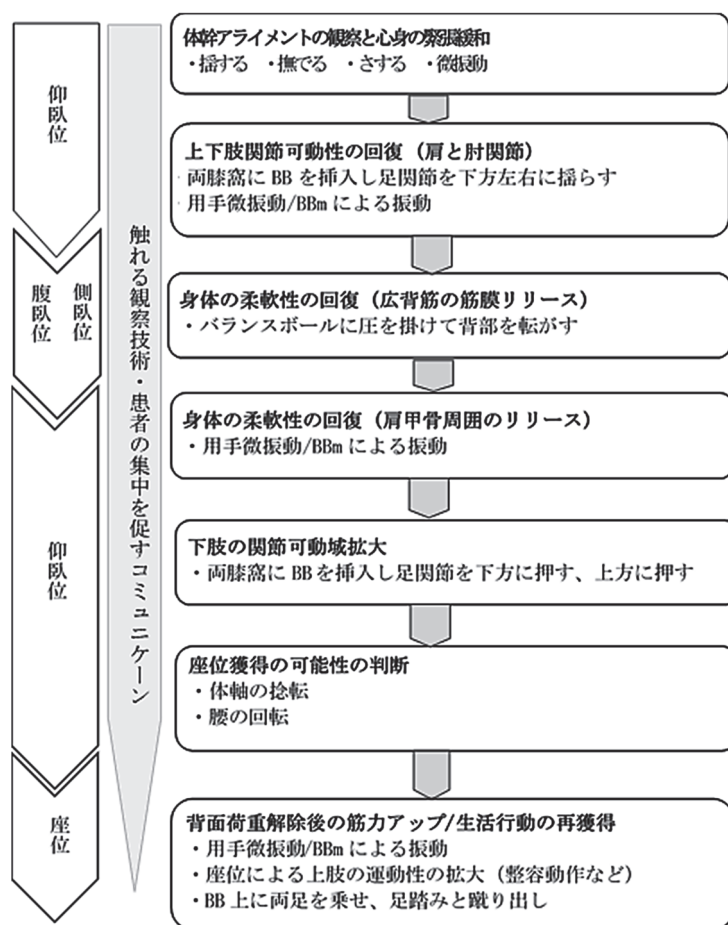 仰臥位
腹臥位 側臥位
仰臥位
座位
触れる観察技術・患者の集中を促すコミュニケーン
体幹アライメントの観察と心身の緊張緩和
・揺する ・撫でる ・さする ・微振動
上下肢関節可動性の回復（肩と肘関節）
・両膝窩に BB を挿入し足関節を下方左右に揺らす
・用手微振動/BBm による振動
身体の柔軟性の回復（広背筋の筋膜リリース）
・バランスボールに圧を掛けて背部を転がす
身体の柔軟性の回復（肩甲骨周囲のリリース）
・用手微振動/BBm による振動
下肢の関節可動域拡大
・両膝窩に BB を挿入し足関節を下方に押す、上方に押す
座位獲得の可能性の判断
・体軸の捻転
・腰の回転
背面荷重解除後の筋力アップ/生活行動の再獲得
・用手微振動/BBm による振動
・座位による上肢の運動性の拡大（整容動作など）
・BB 上に両足を乗せ、足踏みと蹴り出し